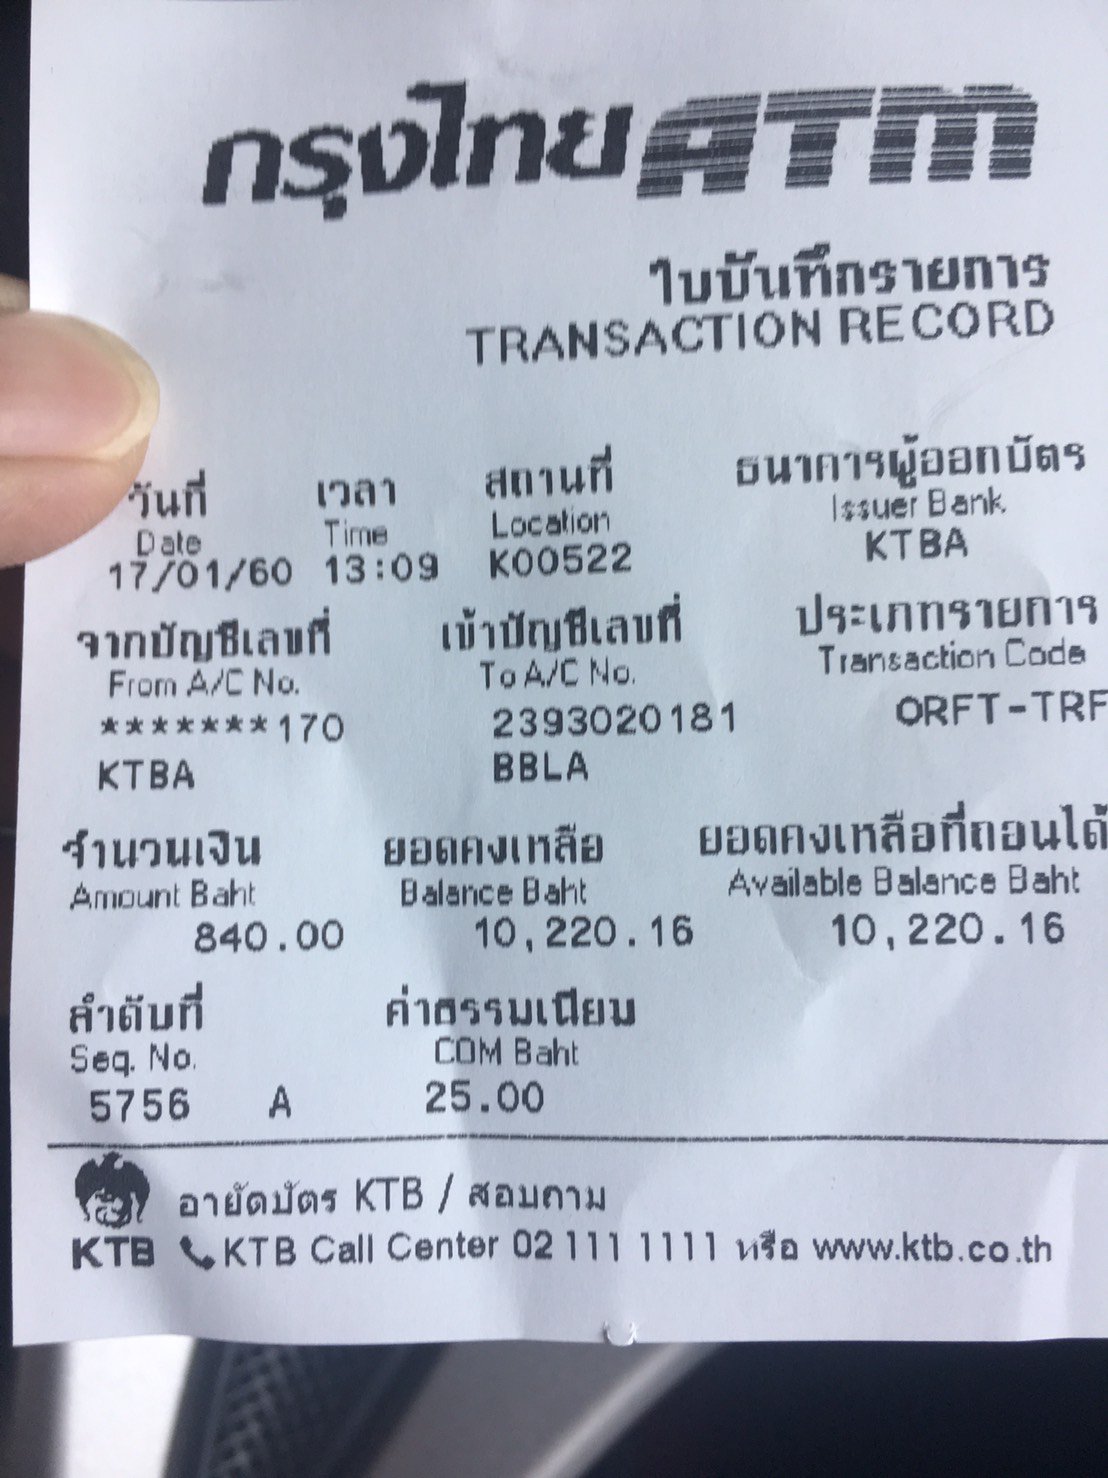 กรุงไทย ATM
ใบบันทึกรายการ
TRANSACTION RECORD
วันที่ เวลา สถานที่ ธนาคารผู้ออกบัตร
Date Time Location Issuer Bank
17/01/60 13:09 K00522 KTBA
จากบัญชีเลขที่ เข้าบัญชีเลขที่ ประเภทรายการ
From A/C No. To A/C No. Transaction Code
*******170 2393020181 ORFT-TRF
KTBA BBLA
จำนวนเงิน ยอดคงเหลือ ยอดคงเหลือที่ถอนได้
Amount Baht Balance Baht Available Balance Baht
840.00 10,220.16 10,220.16
ลำดับที่ ค่าธรรมเนียม
Seq. No. COM Baht
5756 A 25.00
อายัดบัตร KTB / สอบถาม
KTB KTB Call Center 02 111 1111 หรือ www.ktb.co.th